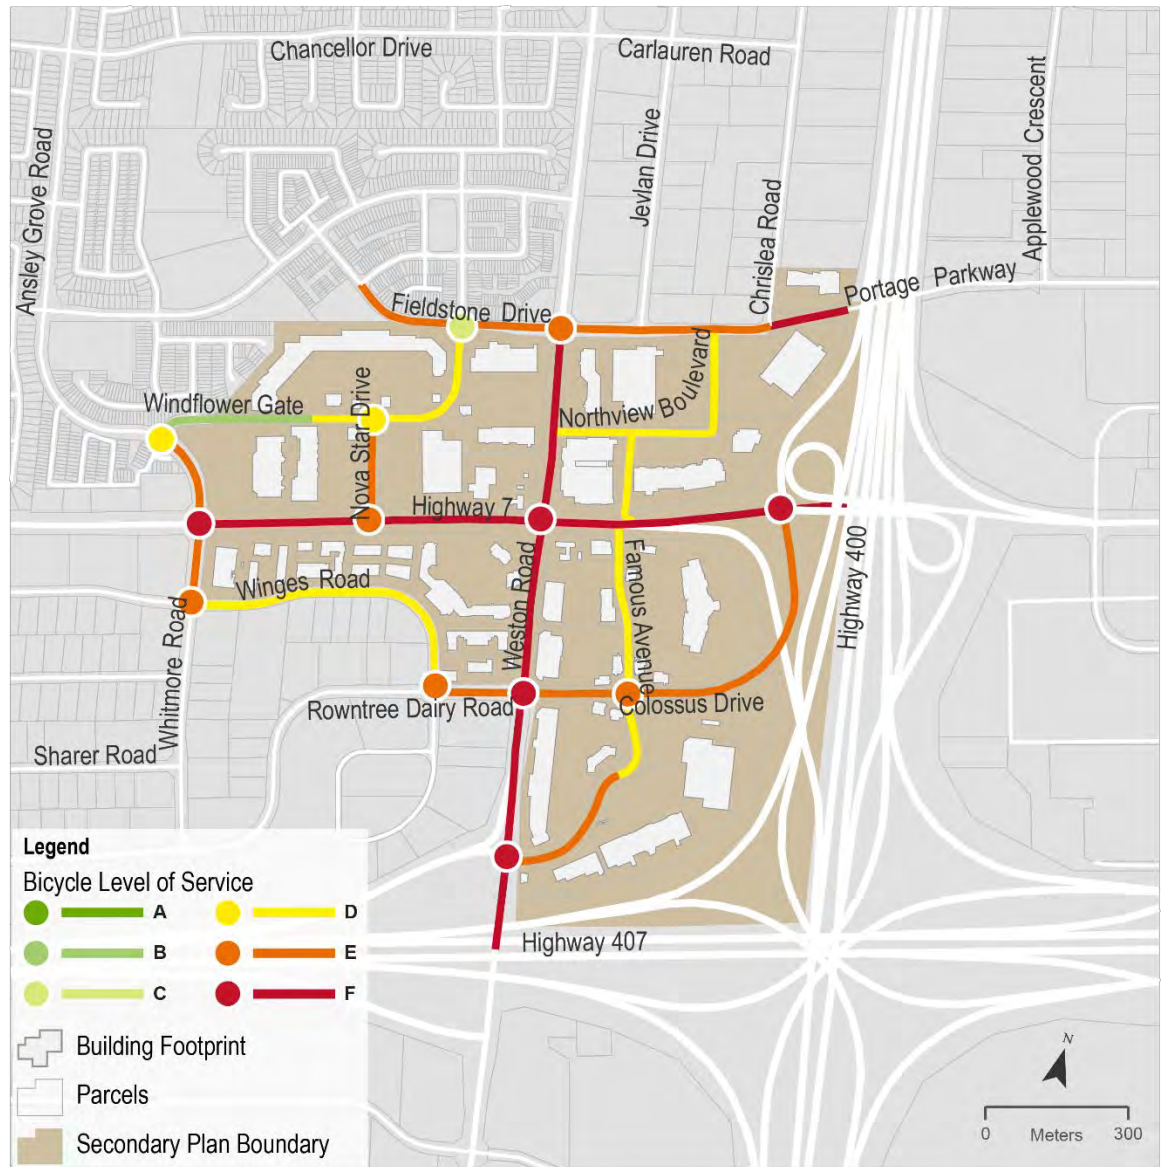 Chancellor Drive
Carlauren Road
Applewood Crescent
Jevlan Drive
Ansley Grove Road
Chrislea Road
Portage Parkway
Fieldstone Drive
Northview Boulevard
Windflower Gate
Nova Star Drive
Highway 7
Highway 400
Famous Avenue
Weston Road
Winges Road
Whitmore Road
Rowntree Dairy Road
Colossus Drive
Sharer Road
Highway 407
Legend
Bicycle Level of Service
A D
B E
C F
Building Footprint
Parcels
Secondary Plan Boundary
N
0 Meters 300